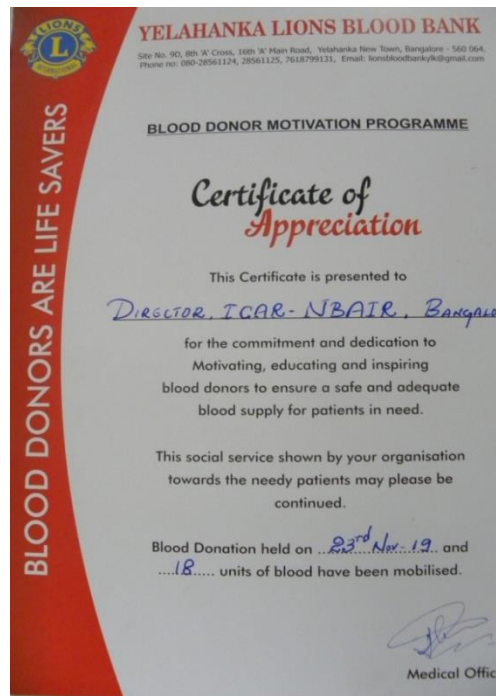 LIONS
L
INTERNATIONAL
YELAHANKA LIONS BLOOD BANK
Site No. 9D, 8th 'A' Cross, 16th 'A' Main Road, Yelahanka New Town, Bangalore - 560 064.
Phone no: 080-28561124, 28561125, 7618799131, Email: lionsbloodbankylk@gmail.com
BLOOD DONORS ARE LIFE SAVERS
BLOOD DONOR MOTIVATION PROGRAMME
Certificate of
Appreciation
This Certificate is presented to
DIRECTOR, ICAR-NBAIR, BANGALO
for the commitment and dedication to
Motivating, educating and inspiring
blood donors to ensure a safe and adequate
blood supply for patients in need.
This social service shown by your organisation
towards the needy patients may please be
continued.
Blood Donation held on ..23rd Nov-19.. and
....18..... units of blood have been mobilised.
Medical Offic